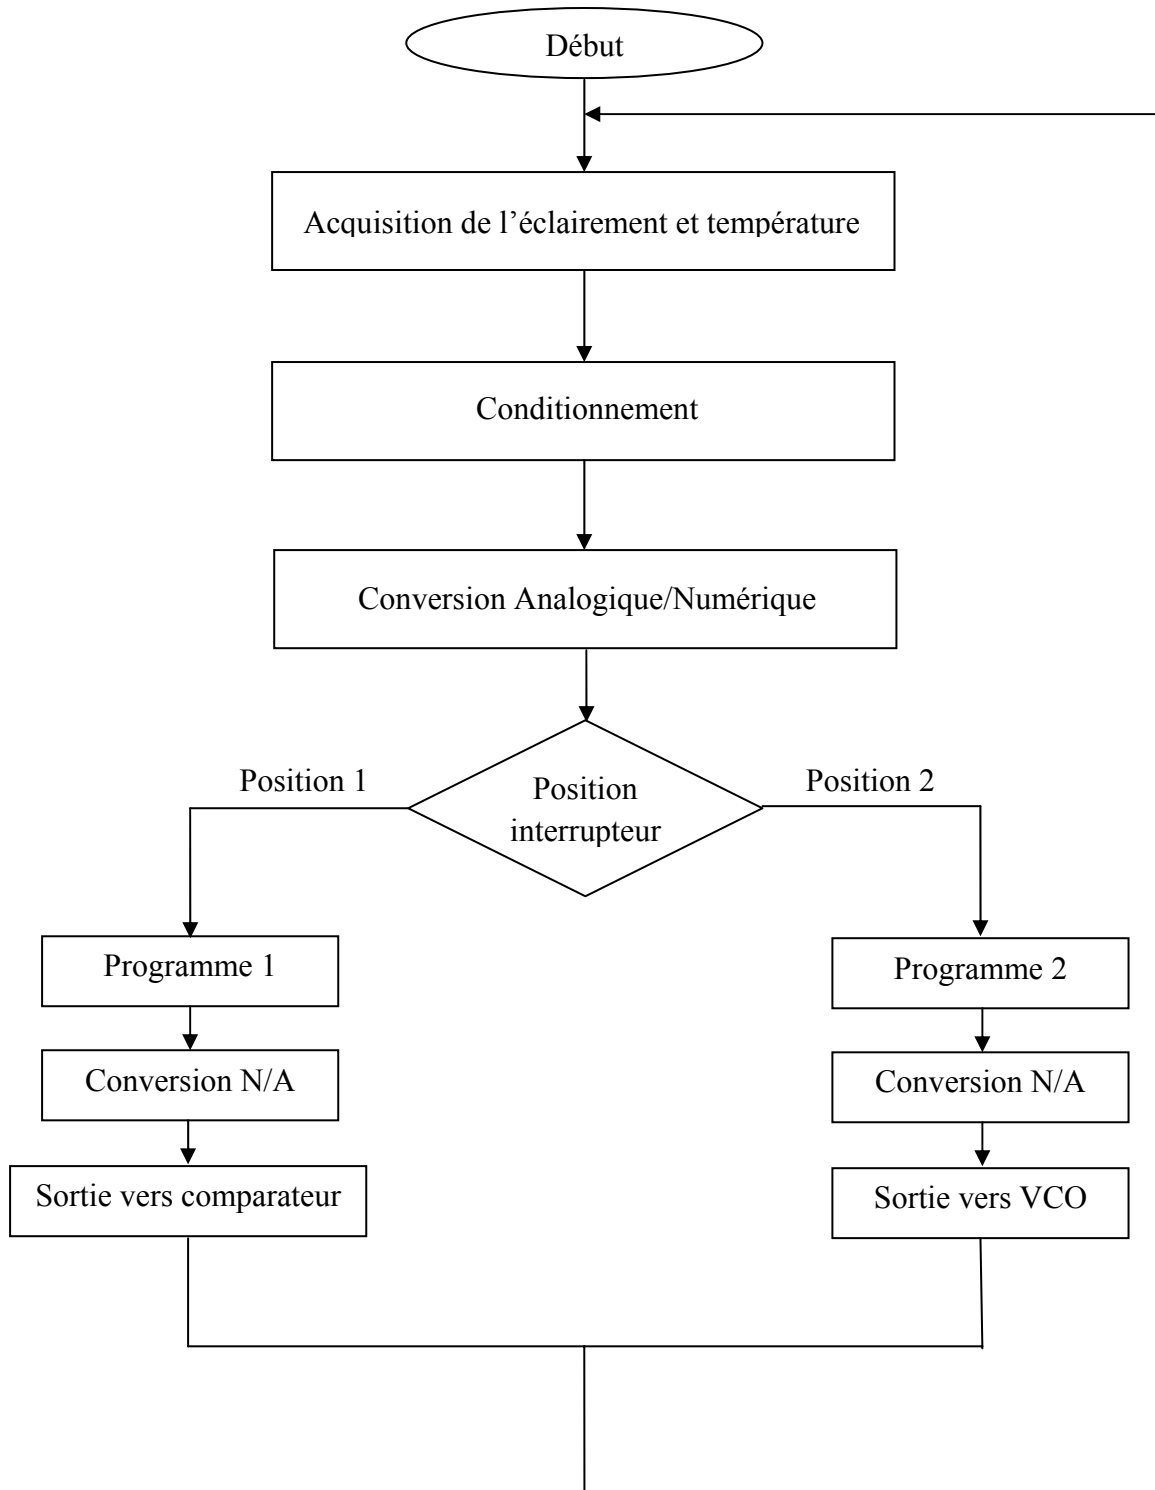 Début
Acquisition de l’éclairement et température
Conditionnement
Conversion Analogique/Numérique
Position 1
Position
interrupteur
Position 2
Programme 1
Programme 2
Conversion N/A
Conversion N/A
Sortie vers comparateur
Sortie vers VCO